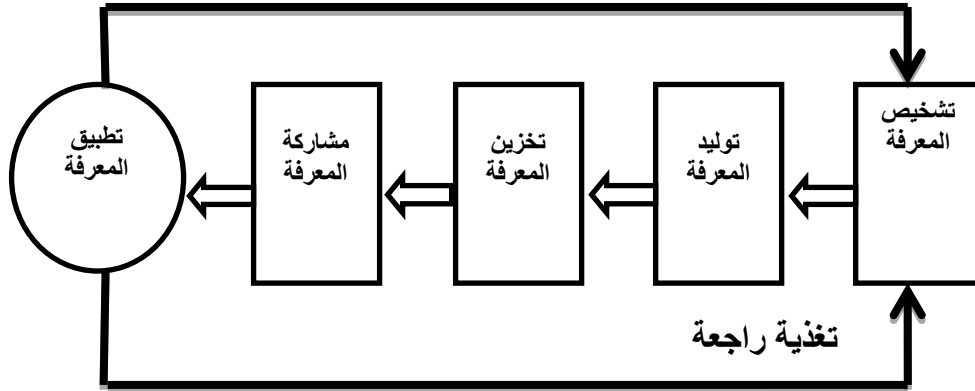 تشخيص
المعرفة
توليد
المعرفة
تخزين
المعرفة
مشاركة
المعرفة
تطبيق
المعرفة
تغذية راجعة